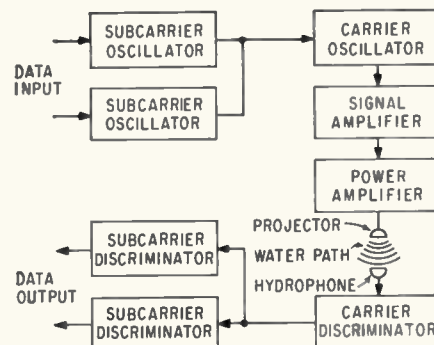 SUBCARRIER
OSCILLATOR
CARRIER
OSCILLATOR
DATA
INPUT
SUBCARRIER
OSCILLATOR
SIGNAL
AMPLIFIER
POWER
AMPLIFIER
PROJECTOR
WATER PATH
HYDROPHONE
SUBCARRIER
DISCRIMINATOR
DATA
OUTPUT
SUBCARRIER
DISCRIMINATOR
CARRIER
DISCRIMINATOR